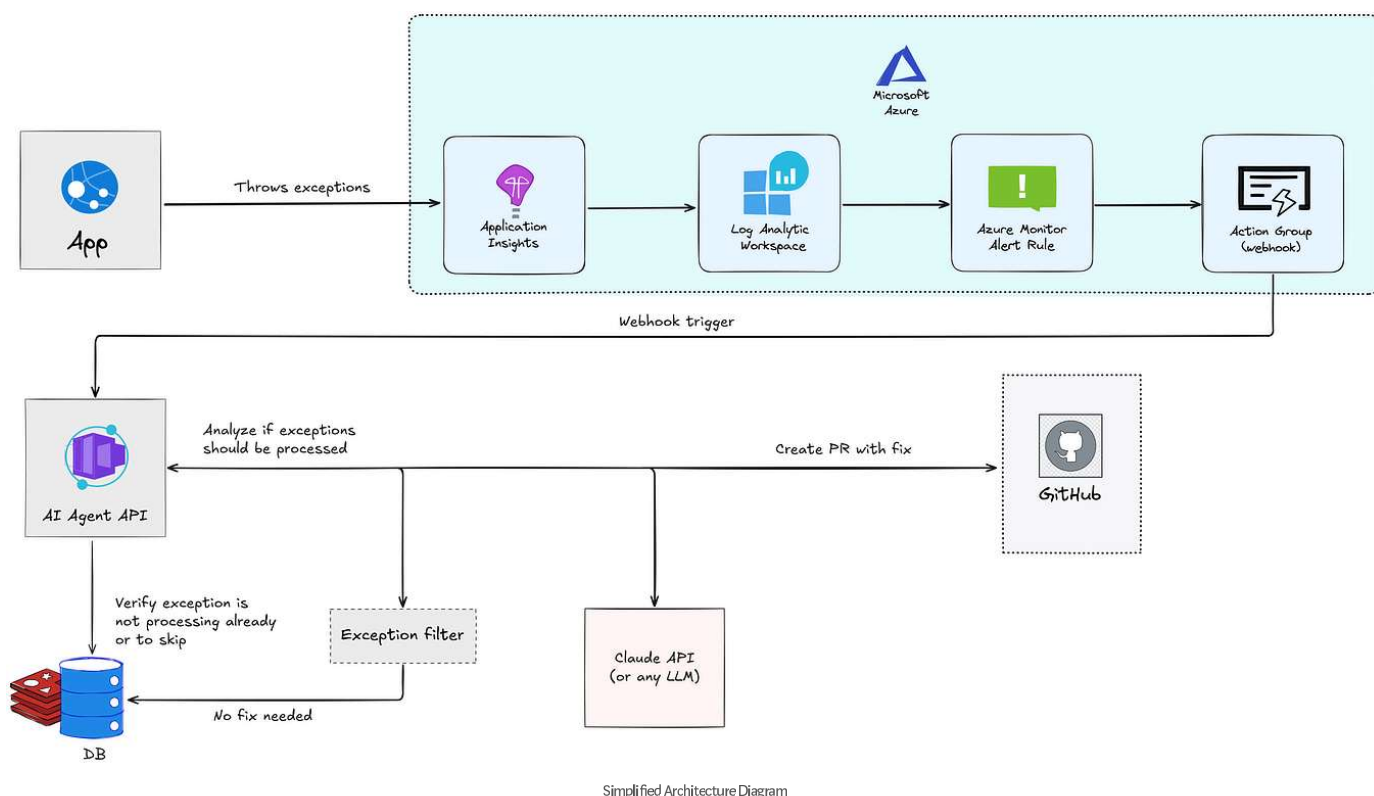 Microsoft
Azure
App
Throws exceptions
Application
Insights
Log Analytic
Workspace
Azure Monitor
Alert Rule
Action Group
(webhook)
Webhook trigger
AI Agent API
Analyze if exceptions
should be processed
Create PR with fix
GitHub
Verify exception is
not processing already
or to skip
Exception filter
Claude API
(or any LLM)
No fix needed
DB
Simplified Architecture Diagram